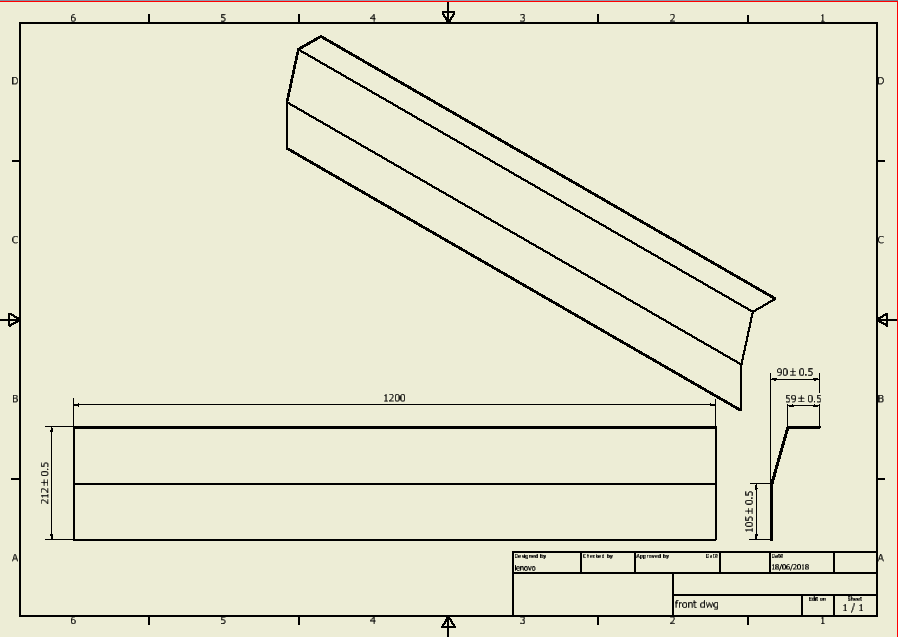 6 5 4 3 2 1
D D
C C
90 ± 0.5
B B
1200
59 ± 0.5
212 ± 0.5
105 ± 0.5
A A
Designed by Checked by Approved by Date Date
lenovo 18/06/2018
Edition Sheet
front dwg 1 / 1
6 5 4 3 2 1